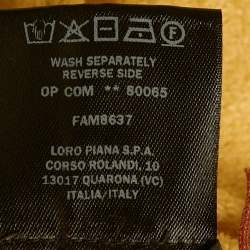 WASH SEPARATELY
REVERSE SIDE
OP COM ** 80065
FAM8637
LORO PIANA S.P.A.
CORSO ROLANDI, 10
13017 QUARONA (VC)
ITALIA/ITALY